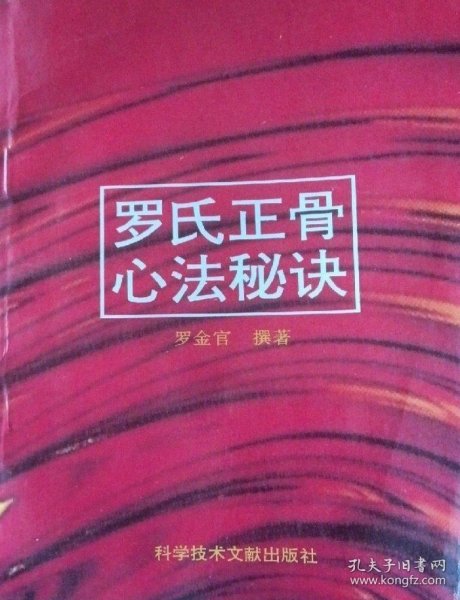 罗氏正骨
心法秘诀
罗金官 撰著
科学技术文献出版社
孔夫子旧书网
www.kongfz.com